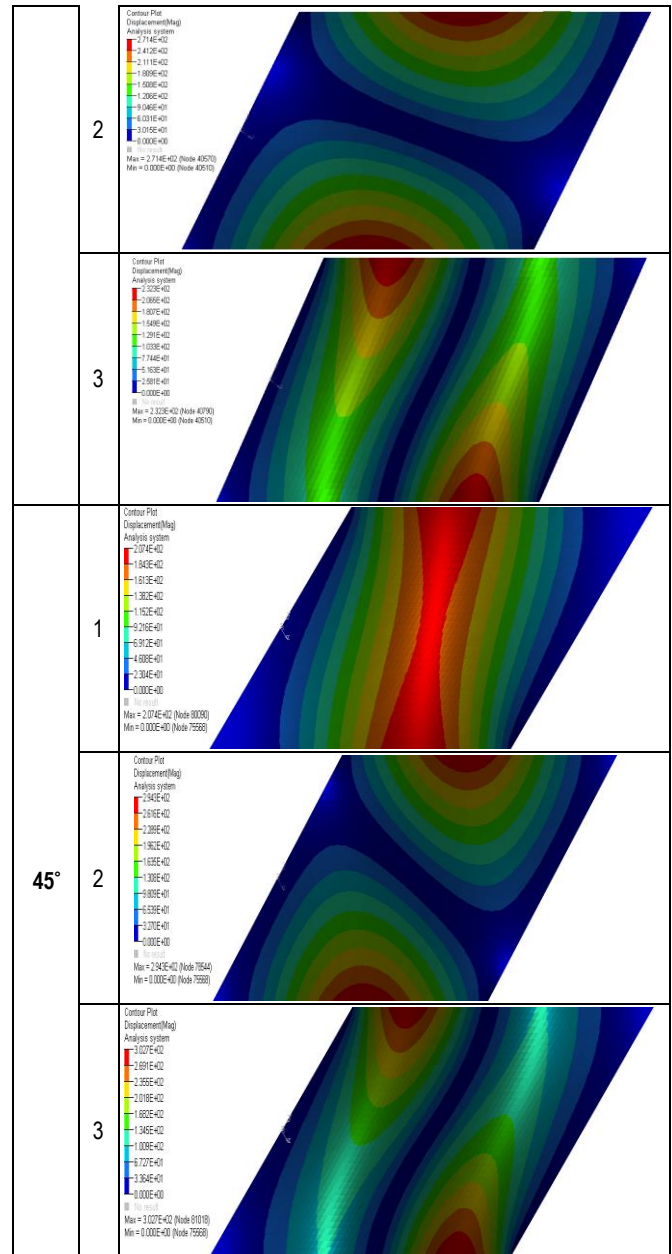 2
Contour Plot
Displacement(Mag)
Analysis system
2.714E+02
2.412E+02
2.111E+02
1.809E+02
1.508E+02
1.206E+02
9.046E+01
6.031E+01
3.015E+01
0.000E+00
No result
Max = 2.714E+02 (Node 40570)
Min = 0.000E+00 (Node 40510)
3
Contour Plot
Displacement(Mag)
Analysis system
2.323E+02
2.065E+02
1.807E+02
1.549E+02
1.291E+02
1.033E+02
7.744E+01
5.163E+01
2.581E+01
0.000E+00
No result
Max = 2.323E+02 (Node 40790)
Min = 0.000E+00 (Node 40510)
45°
1
Contour Plot
Displacement(Mag)
Analysis system
2.074E+02
1.843E+02
1.613E+02
1.382E+02
1.152E+02
9.216E+01
6.912E+01
4.608E+01
2.304E+01
0.000E+00
No result
Max = 2.074E+02 (Node 80090)
Min = 0.000E+00 (Node 75568)
2
Contour Plot
Displacement(Mag)
Analysis system
2.943E+02
2.616E+02
2.289E+02
1.962E+02
1.635E+02
1.308E+02
9.809E+01
6.539E+01
3.270E+01
0.000E+00
No result
Max = 2.943E+02 (Node 78544)
Min = 0.000E+00 (Node 75568)
3
Contour Plot
Displacement(Mag)
Analysis system
3.027E+02
2.691E+02
2.355E+02
2.018E+02
1.682E+02
1.345E+02
1.009E+02
6.727E+01
3.364E+01
0.000E+00
No result
Max = 3.027E+02 (Node 81018)
Min = 0.000E+00 (Node 75568)